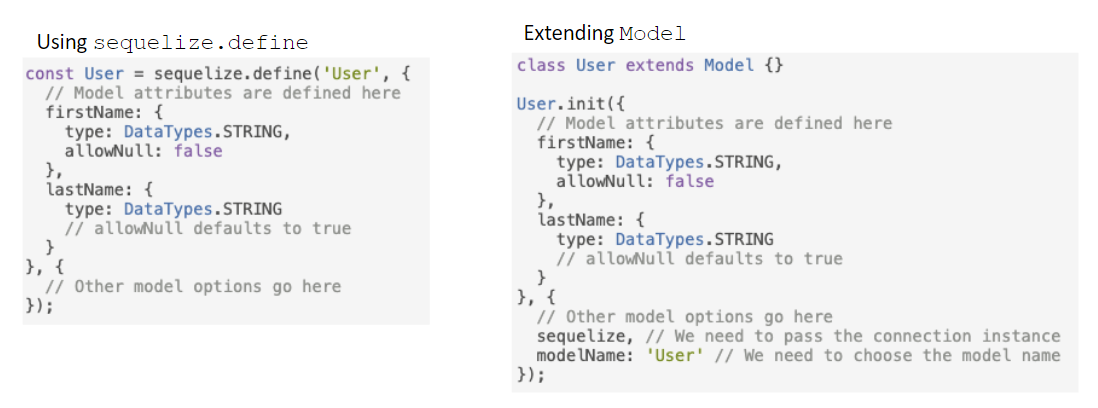 Using sequelize.define
const User = sequelize.define('User', {
  // Model attributes are defined here
  firstName: {
    type: DataTypes.STRING,
    allowNull: false
  },
  lastName: {
    type: DataTypes.STRING
    // allowNull defaults to true
  }
}, {
  // Other model options go here
});
Extending Model
class User extends Model {}
User.init({
  // Model attributes are defined here
  firstName: {
    type: DataTypes.STRING,
    allowNull: false
  },
  lastName: {
    type: DataTypes.STRING
    // allowNull defaults to true
  }
}, {
  // Other model options go here
  sequelize, // We need to pass the connection instance
  modelName: 'User' // We need to choose the model name
});